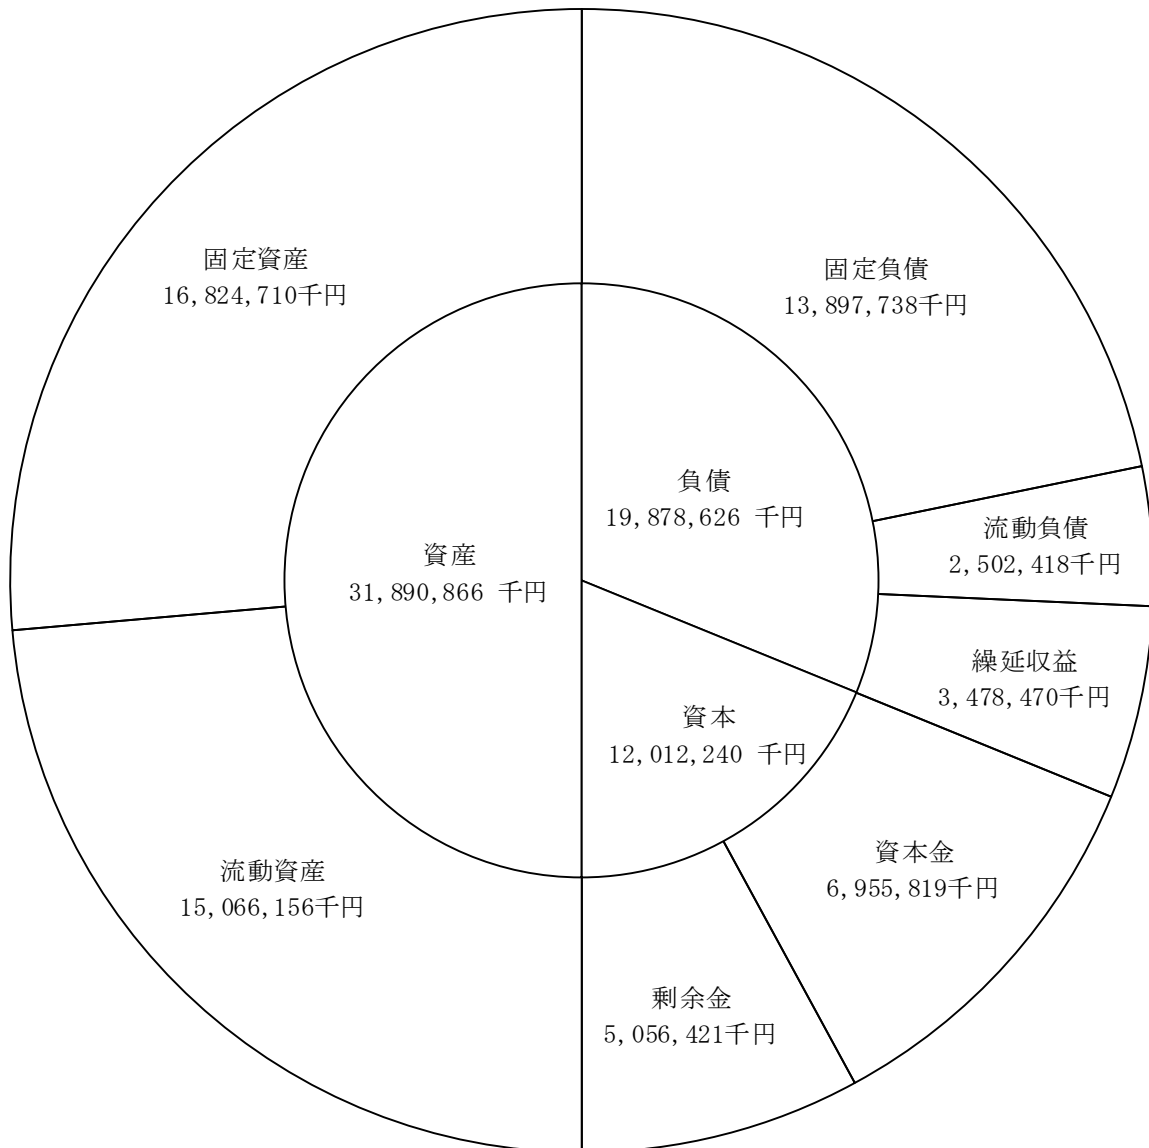 固定資産
16,824,710千円
固定負債
13,897,738千円
負債
19,878,626 千円
流動負債
2,502,418千円
資産
31,890,866 千円
繰延収益
3,478,470千円
資本
12,012,240 千円
資本金
6,955,819千円
流動資産
15,066,156千円
剰余金
5,056,421千円